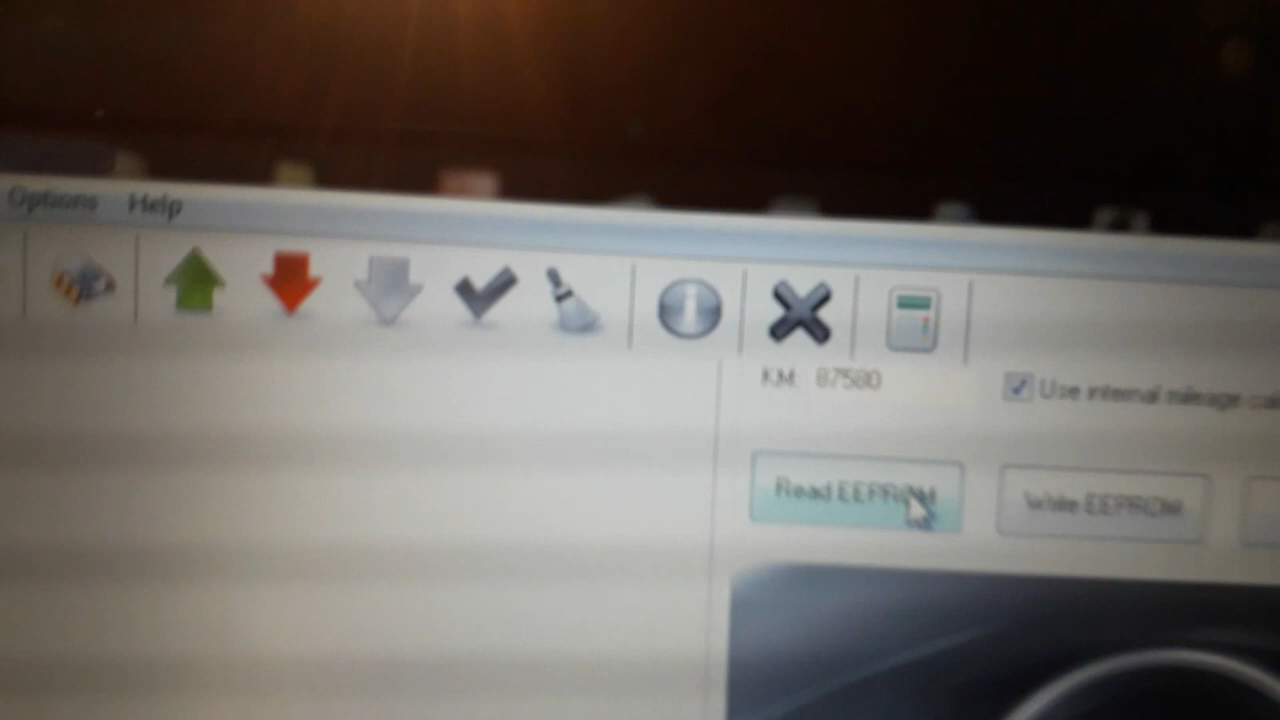 Options Help
KM: 87580
Use internal mileage
Read EEPROM
Write EEPROM